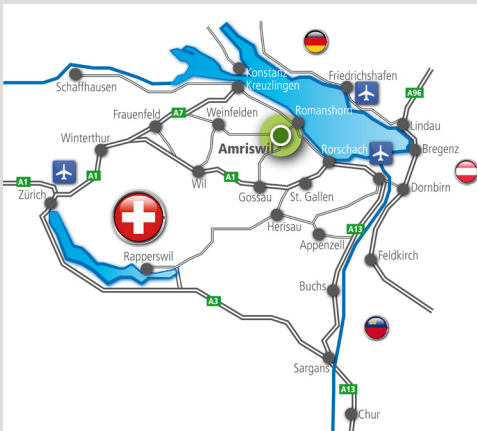 Konstanz
Kreuzlingen
Friedrichshafen
Schaffhausen
A96
A7
Weinfelden
Romanshorn
Frauenfeld
Lindau
Winterthur
Amriswil
Rorschach
Bregenz
A1
A1
Wil
A1
Zürich
Gossau
St. Gallen
Dornbirn
Herisau
A13
Appenzell
Rapperswil
Feldkirch
Buchs
A3
Sargans
A13
Chur